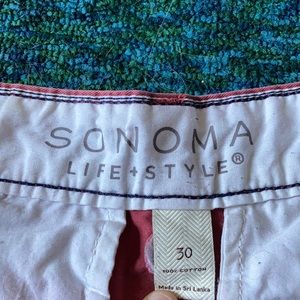 SONOMA
LIFE+STYLE®
30
100% COTTON
Made in Sri Lanka